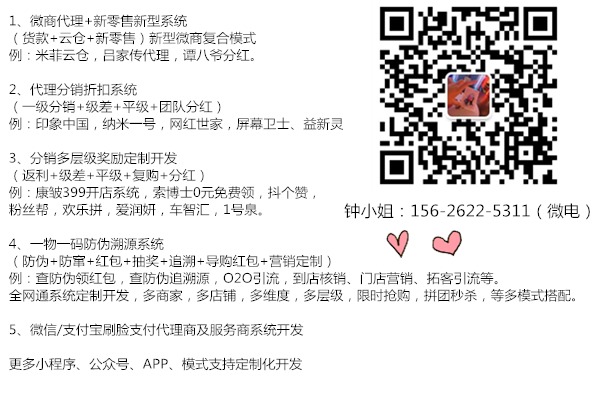 1、微商代理+新零售新型系统
（货款+云仓+新零售）新型微商复合模式
例：米菲云仓，吕家传代理，谭八爷分红。
2、代理分销折扣系统
（一级分销+级差+平级+团队分红）
例：印象中国，纳米一号，网红世家，屏幕卫士、益新灵
3、分销多层级奖励定制开发
（返利+级差+平级+复购+分红）
例：康皱399开店系统，索博士0元免费领，抖个赞，
粉丝帮，欢乐拼，爱润妍，车智汇，1号泉。
钟小姐：156-2622-5311（微电）
4、一物一码防伪溯源系统
（防伪+防窜+红包+抽奖+追溯+导购红包+营销定制）
例：查防伪领红包，查防伪追溯源，O2O引流，到店核销、门店营销、拓客引流等。
全网通系统定制开发，多商家，多店铺，多维度，多层级，限时抢购，拼团秒杀，等多模式搭配。
5、微信/支付宝刷脸支付代理商及服务商系统开发
更多小程序、公众号、APP、模式支持定制化开发